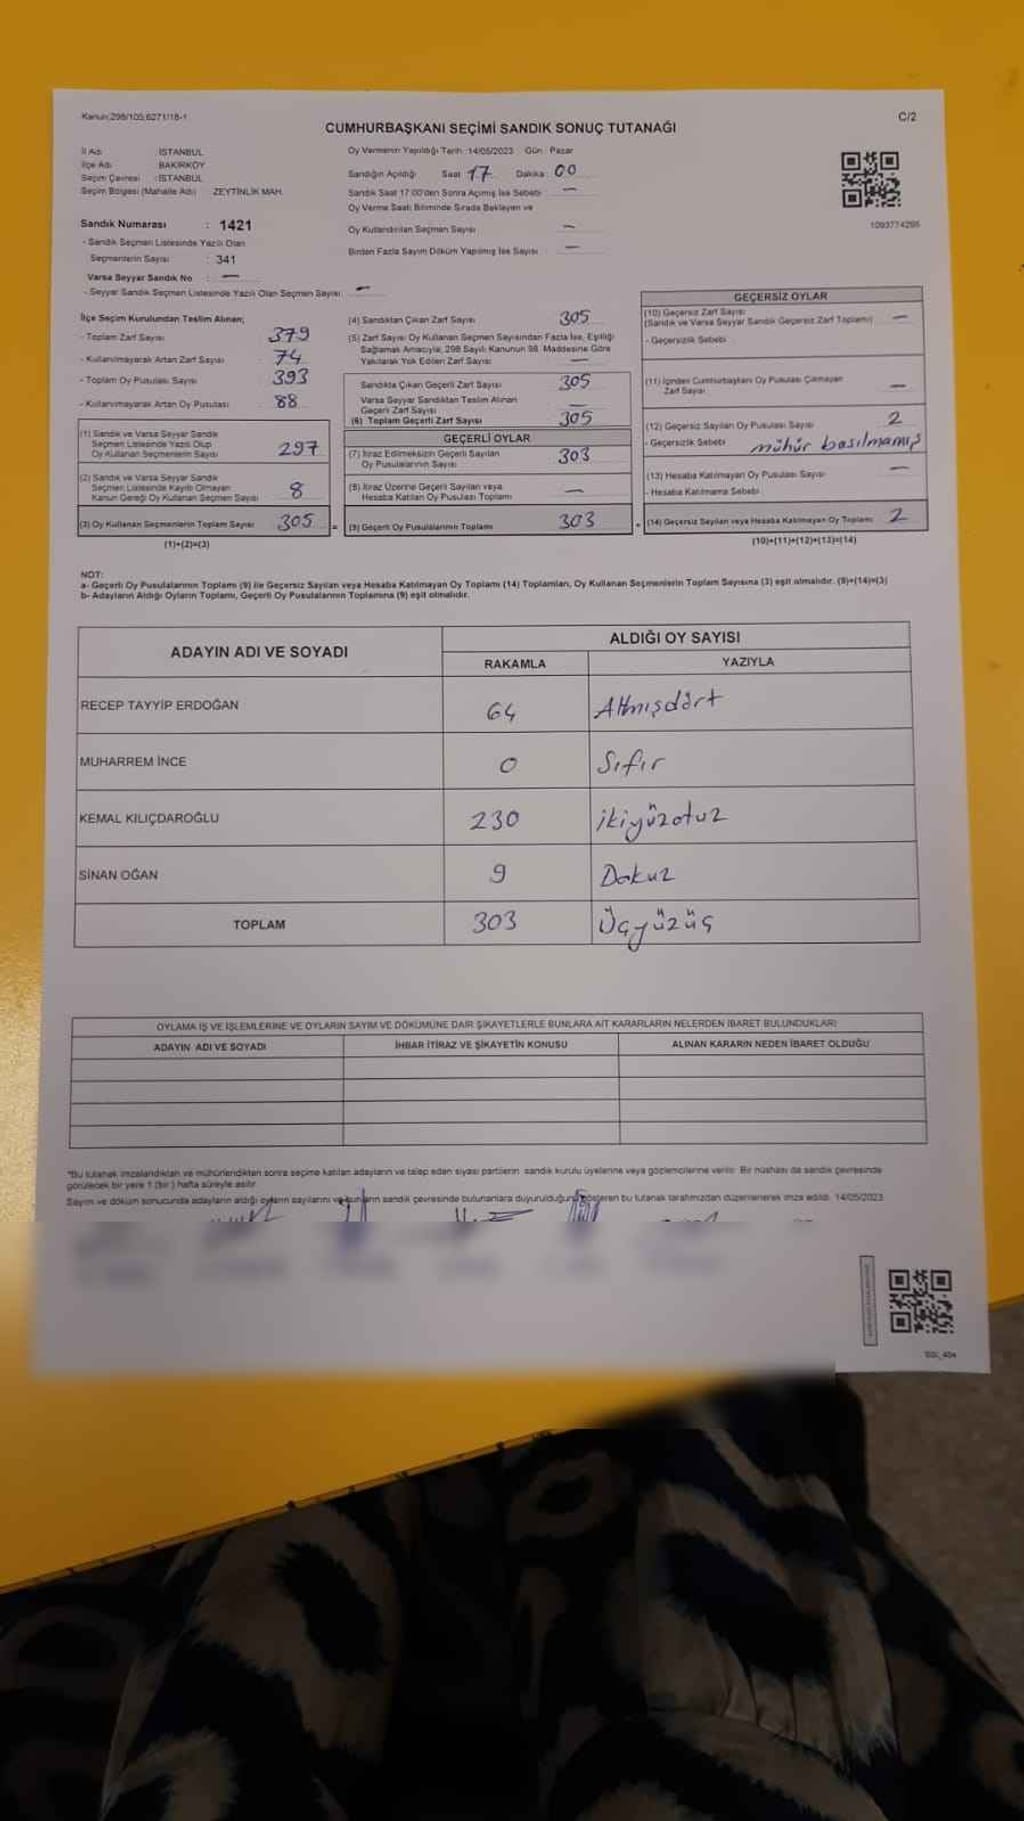 Kanun;298/105;6271/18-1
C/2
CUMHURBAŞKANI SEÇİMİ SANDIK SONUÇ TUTANAĞI
İl Adı : İSTANBUL
İlçe Adı : BAKIRKÖY
Seçim Çevresi : İSTANBUL
Seçim Bölgesi (Mahalle Adı) ZEYTİNLİK MAH.
Sandık Numarası : 1421
- Sandık Seçmen Listesinde Yazılı Olan
Seçmenlerin Sayısı : 341
Varsa Seyyar Sandık No : —
- Seyyar Sandık Seçmen Listesinde Yazılı Olan Seçmen Sayısı —
Oy Vermenin Yapıldığı Tarih :14/05/2023 Gün : Pazar
Sandığın Açıldığı Saat 17 Dakika 00
Sandık Saat 17:00'den Sonra Açılmış İse Sebebi —
Oy Verme Saati Bitiminde Sırada Bekleyen ve
Oy Kullandırılan Seçmen Sayısı —
Birden Fazla Sayım Döküm Yapılmış İse Sayısı —
1093774295
İlçe Seçim Kurulundan Teslim Alınan;
- Toplam Zarf Sayısı 379
- Kullanılmayarak Artan Zarf Sayısı 74
- Toplam Oy Pusulası Sayısı 393
- Kullanılmayarak Artan Oy Pusulası 88
(1) Sandık ve Varsa Seyyar Sandık
Seçmen Listesinde Yazılı Olup
Oy Kullanan Seçmenlerin Sayısı 297
(2) Sandık ve Varsa Seyyar Sandık
Seçmen Listesinde Kayıtlı Olmayan
Kanun Gereği Oy Kullanan Seçmen Sayısı 8
(3) Oy Kullanan Seçmenlerin Toplam Sayısı 305
(1)+(2)=(3)
(4) Sandıktan Çıkan Zarf Sayısı 305
(5) Zarf Sayısı Oy Kullanan Seçmen Sayısından Fazla İse, Eşitliği
Sağlamak Amacıyla, 298 Sayılı Kanunun 98. Maddesine Göre
Yakılarak Yok Edilen Zarf Sayısı —
Sandıkta Çıkan Geçerli Zarf Sayısı 305
Varsa Seyyar Sandıktan Teslim Alınan
Geçerli Zarf Sayısı —
(6) Toplam Geçerli Zarf Sayısı 305
GEÇERLİ OYLAR
(7) İtiraz Edilmeksizin Geçerli Sayılan
Oy Pusulalarının Sayısı 303
(8) İtiraz Üzerine Geçerli Sayılan veya
Hesaba Katılan Oy Pusulası Toplamı —
= (9) Geçerli Oy Pusulalarının Toplamı 303
GEÇERSİZ OYLAR
(10) Geçersiz Zarf Sayısı
(Sandık ve Varsa Seyyar Sandık Geçersiz Zarf Toplamı) —
- Geçersizlik Sebebi
(11) İçinden Cumhurbaşkanı Oy Pusulası Çıkmayan
Zarf Sayısı —
(12) Geçersiz Sayılan Oy Pusulası Sayısı 2
- Geçersizlik Sebebi mühür basılmamış
(13) Hesaba Katılmayan Oy Pusulası Sayısı —
- Hesaba Katılmama Sebebi
+ (14) Geçersiz Sayılan veya Hesaba Katılmayan Oy Toplamı 2
(10)+(11)+(12)+(13)=(14)
NOT:
a- Geçerli Oy Pusulalarının Toplamı (9) ile Geçersiz Sayılan veya Hesaba Katılmayan Oy Toplamı (14) Toplamları, Oy Kullanan Seçmenlerin Toplam Sayısına (3) eşit olmalıdır. (9)+(14)=(3)
b- Adayların Aldığı Oyların Toplamı, Geçerli Oy Pusulalarının Toplamına (9) eşit olmalıdır.
ADAYIN ADI VE SOYADI ALDIĞI OY SAYISI
RAKAMLA YAZIYLA
RECEP TAYYİP ERDOĞAN 64 Altmışdört
MUHARREM İNCE 0 Sıfır
KEMAL KILIÇDAROĞLU 230 ikiyüzotuz
SİNAN OĞAN 9 Dokuz
TOPLAM 303 Üçyüzüç
OYLAMA İŞ VE İŞLEMLERİNE VE OYLARIN SAYIM VE DÖKÜMÜNE DAİR ŞİKAYETLERLE BUNLARA AİT KARARLARIN NELERDEN İBARET BULUNDUKLARI
ADAYIN ADI VE SOYADI İHBAR İTİRAZ VE ŞİKAYETİN KONUSU ALINAN KARARIN NEDEN İBARET OLDUĞU
*Bu tutanak imzalandıktan ve mühürlendikten sonra seçime katılan adayların ve talep eden siyasi partilerin sandık kurulu üyelerine veya gözlemcilerine verilir. Bir nüshası da sandık çevresinde
görülecek bir yere 1 (bir) hafta süreyle asılır.
Sayım ve döküm sonucunda adayların aldığı oyların sayılarını ve bunların sandık çevresinde bulunanlara duyurulduğunu gösteren bu tutanak tarafımızdan düzenlenerek imza edildi. 14/05/2023